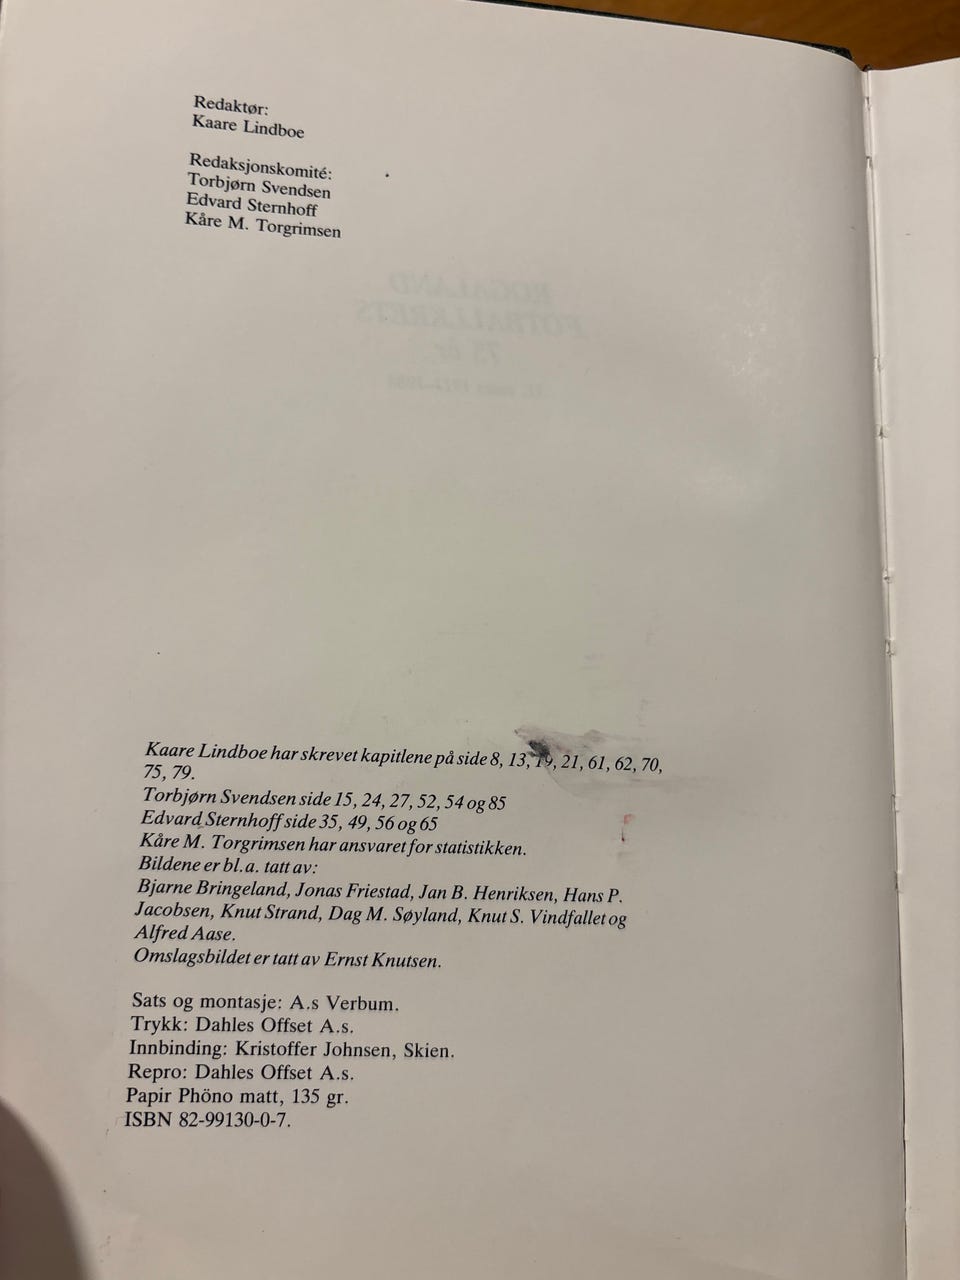 Redaktør:
Kaare Lindboe
Redaksjonskomité:
Torbjørn Svendsen
Edvard Sternhoff
Kåre M. Torgrimsen
ROGALAND
FOTBALLKRETS
75 år
Kaare Lindboe har skrevet kapitlene på side 8, 13, 19, 21, 61, 62, 70,
75, 79.
Torbjørn Svendsen side 15, 24, 27, 52, 54 og 85
Edvard Sternhoff side 35, 49, 56 og 65
Kåre M. Torgrimsen har ansvaret for statistikken.
Bildene er bl.a. tatt av:
Bjarne Bringeland, Jonas Friestad, Jan B. Henriksen, Hans P.
Jacobsen, Knut Strand, Dag M. Søyland, Knut S. Vindfallet og
Alfred Aase.
Omslagsbildet er tatt av Ernst Knutsen.
Sats og montasje: A.s Verbum.
Trykk: Dahles Offset A.s.
Innbinding: Kristoffer Johnsen, Skien.
Repro: Dahles Offset A.s.
Papir Phöno matt, 135 gr.
ISBN 82-99130-0-7.